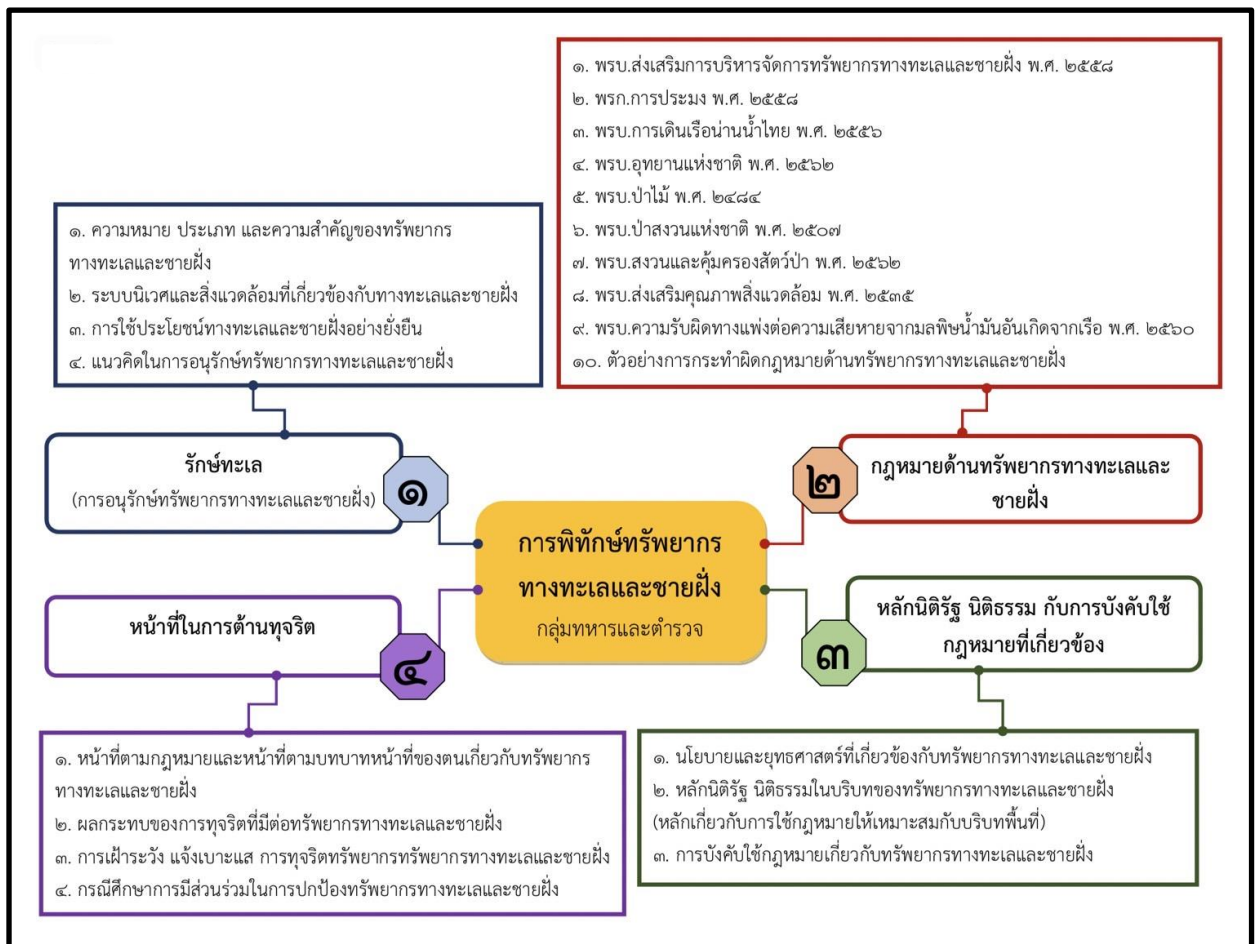 ๑. พรบ.ส่งเสริมการบริหารจัดการทรัพยากรทางทะเลและชายฝั่ง พ.ศ. ๒๕๕๘
๒. พรก.การประมง พ.ศ. ๒๕๕๘
๓. พรบ.การเดินเรือน่านน้ำไทย พ.ศ. ๒๕๕๖
๔. พรบ.อุทยานแห่งชาติ พ.ศ. ๒๕๖๒
๕. พรบ.ป่าไม้ พ.ศ. ๒๔๘๔
๖. พรบ.ป่าสงวนแห่งชาติ พ.ศ. ๒๕๐๗
๗. พรบ.สงวนและคุ้มครองสัตว์ป่า พ.ศ. ๒๕๖๒
๘. พรบ.ส่งเสริมคุณภาพสิ่งแวดล้อม พ.ศ. ๒๕๓๕
๙. พรบ.ความรับผิดทางแพ่งต่อความเสียหายจากมลพิษน้ำมันอันเกิดจากเรือ พ.ศ. ๒๕๖๐
๑๐. ตัวอย่างการกระทำผิดกฎหมายด้านทรัพยากรทางทะเลและชายฝั่ง
๑. ความหมาย ประเภท และความสำคัญของทรัพยากร
ทางทะเลและชายฝั่ง
๒. ระบบนิเวศและสิ่งแวดล้อมที่เกี่ยวข้องกับทางทะเลและชายฝั่ง
๓. การใช้ประโยชน์ทางทะเลและชายฝั่งอย่างยั่งยืน
๔. แนวคิดในการอนุรักษ์ทรัพยากรทางทะเลและชายฝั่ง
รักษ์ทะเล
(การอนุรักษ์ทรัพยากรทางทะเลและชายฝั่ง)
๑
๒
กฎหมายด้านทรัพยากรทางทะเลและ
ชายฝั่ง
การพิทักษ์ทรัพยากร
ทางทะเลและชายฝั่ง
กลุ่มทหารและตำรวจ
หน้าที่ในการต้านทุจริต
๔
๓
หลักนิติรัฐ นิติธรรม กับการบังคับใช้
กฎหมายที่เกี่ยวข้อง
๑. หน้าที่ตามกฎหมายและหน้าที่ตามบทบาทหน้าที่ของตนเกี่ยวกับทรัพยากร
ทางทะเลและชายฝั่ง
๒. ผลกระทบของการทุจริตที่มีต่อทรัพยากรทางทะเลและชายฝั่ง
๓. การเฝ้าระวัง แจ้งเบาะแส การทุจริตทรัพยากรทรัพยากรทางทะเลและชายฝั่ง
๔. กรณีศึกษาการมีส่วนร่วมในการปกป้องทรัพยากรทางทะเลและชายฝั่ง
๑. นโยบายและยุทธศาสตร์ที่เกี่ยวข้องกับทรัพยากรทางทะเลและชายฝั่ง
๒. หลักนิติรัฐ นิติธรรมในบริบทของทรัพยากรทางทะเลและชายฝั่ง
(หลักเกี่ยวกับการใช้กฎหมายให้เหมาะสมกับบริบทพื้นที่)
๓. การบังคับใช้กฎหมายเกี่ยวกับทรัพยากรทางทะเลและชายฝั่ง